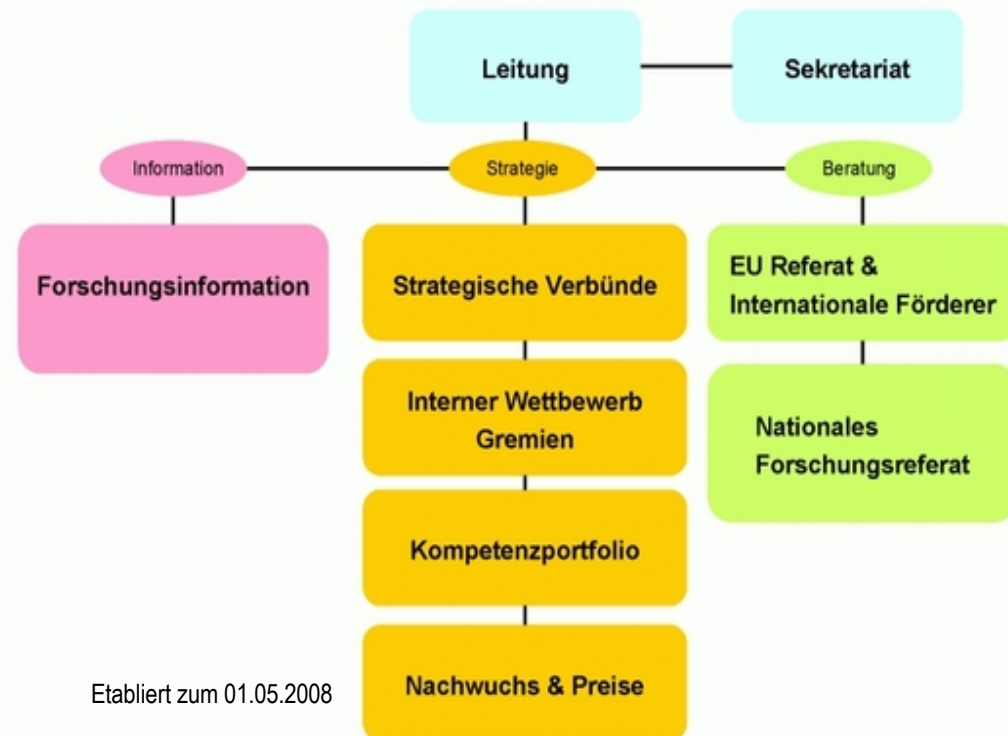 Leitung
Sekretariat
Information
Strategie
Beratung
Forschungsinformation
Strategische Verbünde
EU Referat &
Internationale Förderer
Interner Wettbewerb
Gremien
Nationales
Forschungsreferat
Kompetenzportfolio
Nachwuchs & Preise
Etabliert zum 01.05.2008